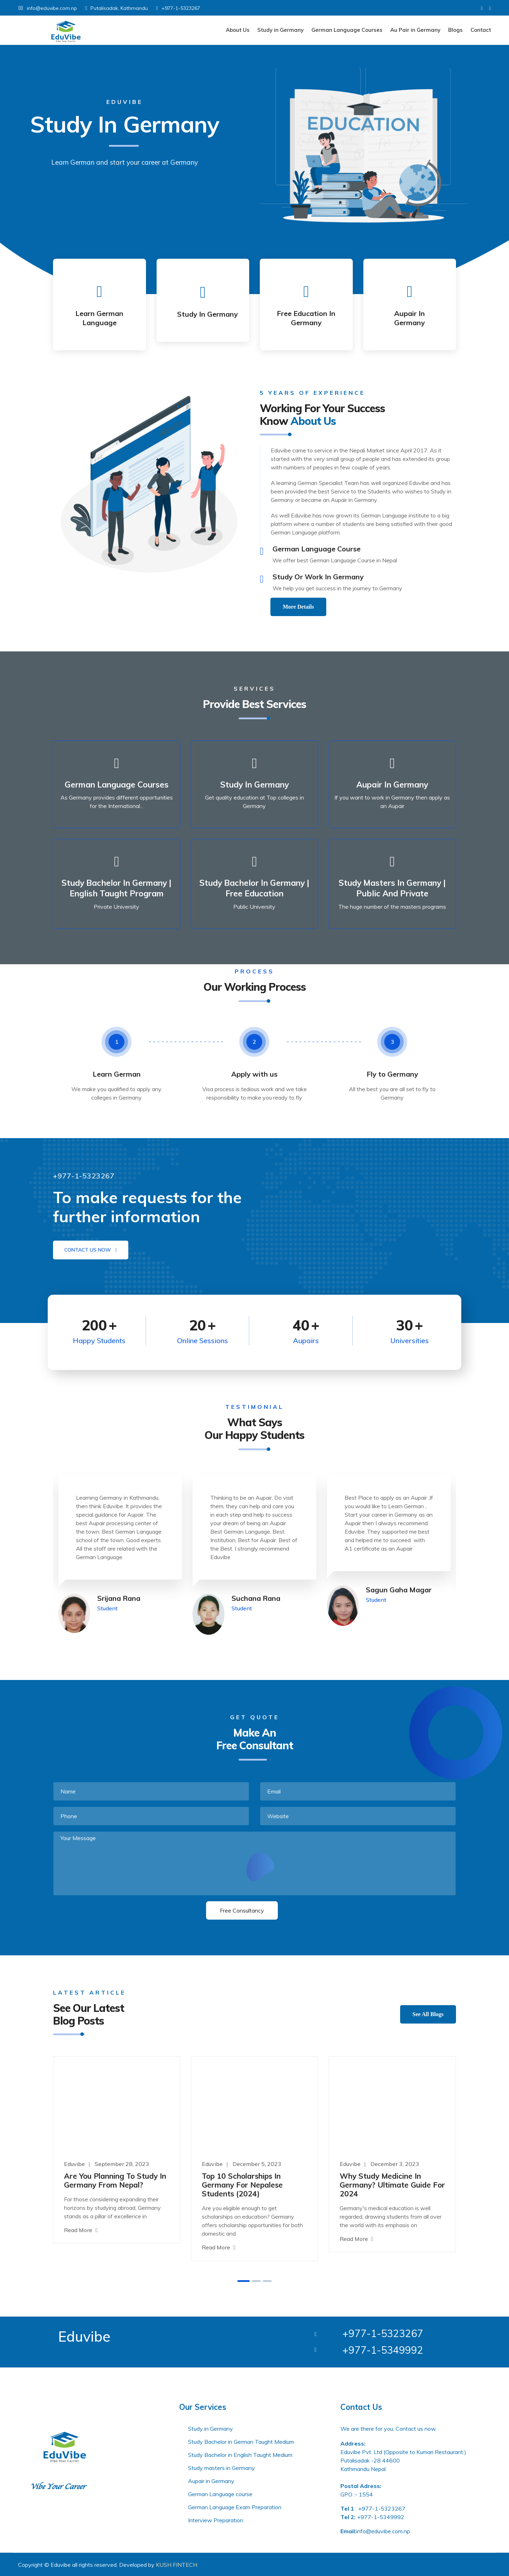 info@eduvibe.com.np Putalisadak, Kathmandu +977-1-5323267
EduVibe
About Us Study in Germany German Language Courses Au Pair in Germany Blogs Contact
EDUVIBE
Study In Germany
Learn German and start your career at Germany
EDUCATION
Learn German
Language
Study In Germany
Free Education In
Germany
Aupair In
Germany
5 YEARS OF EXPERIENCE
Working For Your Success
Know About Us
Eduvibe came to service in the Nepali Market since April 2017. As it
started with the very small group of people and has extended its group
with numbers of peoples in few couple of years.
A learning German Specialist Team has well organized Eduvibe and has
been provided the best Service to the Students who wishes to Study in
Germany or became an Aupair in Germany.
As well Eduvibe has now grown its German Language institute to a big
platform where a number of students are being satisfied with their good
German Language platform.
German Language Course
We offer best German Language Course in Nepal
Study Or Work In Germany
We help you get success in the journey to Germany
More Details
SERVICES
Provide Best Services
German Language Courses
As Germany provides different opportunities
for the International...
Study In Germany
Get quality education at Top colleges in
Germany
Aupair In Germany
If you want to work in Germany then apply as
an Aupair
Study Bachelor In Germany |
English Taught Program
Private University
Study Bachelor In Germany |
Free Education
Public University
Study Masters In Germany |
Public And Private
The huge number of the masters programs
PROCESS
Our Working Process
1
2
3
Learn German
We make you qualified to apply any
colleges in Germany
Apply with us
Visa process is tedious work and we take
responsibility to make you ready to fly
Fly to Germany
All the best you are all set to fly to
Germany
+977-1-5323267
To make requests for the
further information
CONTACT US NOW
200+
Happy Students
20+
Online Sessions
40+
Aupairs
30+
Universities
TESTIMONIAL
What Says
Our Happy Students
Learning Germany in Kathmandu,
then think Eduvibe. It provides the
special guidance for Aupair. The
best Aupair processing center of
the town. Best German Language
school of the town. Good experts.
All the staff are related with the
German Language.
Srijana Rana
Student
Thinking to be an Aupair, Do visit
them, they can help and care you
in each step and help to success
your dream of being an Aupair.
Best German Language, Best
Institution, Best for Aupair. Best of
the Best, I strongly recommend
Eduvibe
Suchana Rana
Student
Best Place to apply as an Aupair ,If
you would like to Learn German ,
Start your career in Germany as an
Aupair then I always recommend
Eduvibe. They supported me best
and helped me to succeed with
A1 certificate as an Aupair
Sagun Gaha Magar
Student
GET QUOTE
Make An
Free Consultant
Name
Email
Phone
Website
Your Message
Free Consultancy
LATEST ARTICLE
See Our Latest
Blog Posts
See All Blogs
Eduvibe | September 28, 2023
Are You Planning To Study In
Germany From Nepal?
For those considering expanding their
horizons by studying abroad, Germany
stands as a pillar of excellence in
Read More
Eduvibe | December 5, 2023
Top 10 Scholarships In
Germany For Nepalese
Students (2024)
Are you eligible enough to get
scholarships on education? Germany
offers scholarship opportunities for both
domestic and
Read More
Eduvibe | December 3, 2023
Why Study Medicine In
Germany? Ultimate Guide For
2024
Germany's medical education is well
regarded, drawing students from all over
the world with its emphasis on
Read More
Eduvibe
+977-1-5323267
+977-1-5349992
EduVibe
Vibe Your Career
Our Services
Study in Germany
Study Bachelor in German Taught Medium
Study Bachelor in English Taught Medium
Study masters in Germany
Aupair in Germany
German Language course
German Language Exam Preparation
Interview Preparation
Contact Us
We are there for you. Contact us now.
Address:
Eduvibe Pvt. Ltd (Opposite to Kumari Restaurant )
Putalisadak -28 44600
Kathmandu Nepal
Postal Adress:
GPO :- 1554
Tel 1 : +977-1-5323267
Tel 2: +977-1-5349992
Email:info@eduvibe.com.np
Copyright © Eduvibe all rights reserved. Developed by KUSH FINTECH